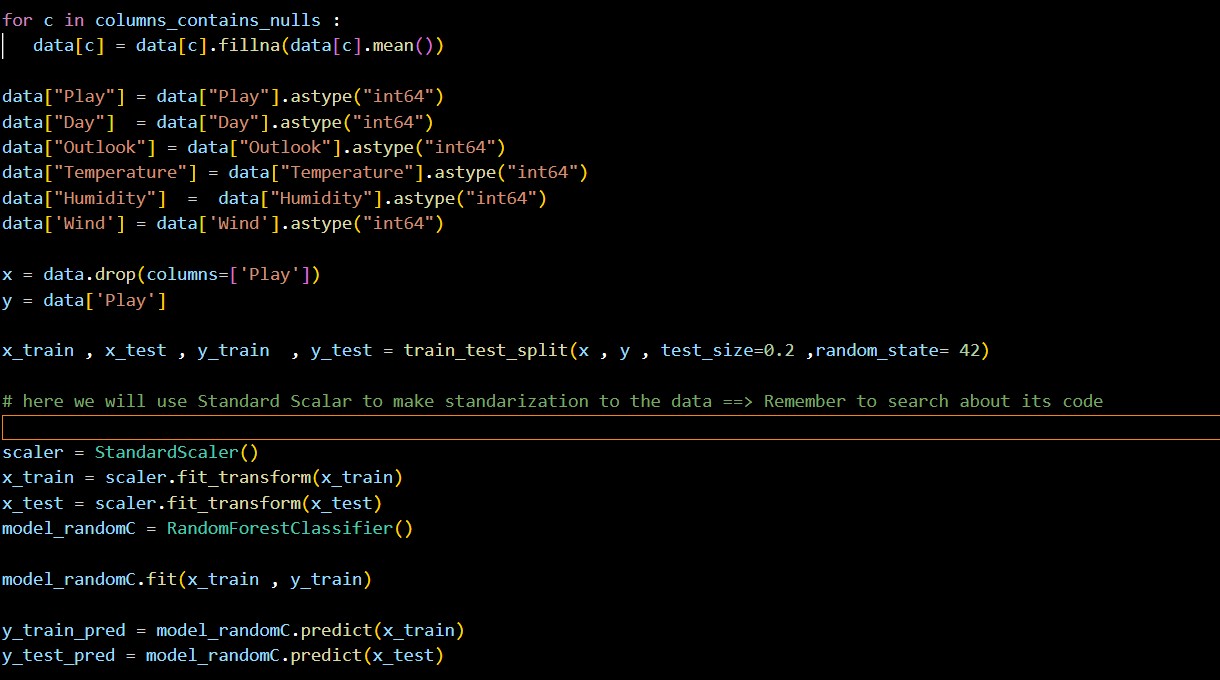 for c in columns_contains_nulls :
   data[c] = data[c].fillna(data[c].mean())
data["Play"] = data["Play"].astype("int64")
data["Day"]  = data["Day"].astype("int64")
data["Outlook"] = data["Outlook"].astype("int64")
data["Temperature"] = data["Temperature"].astype("int64")
data["Humidity"]  =  data["Humidity"].astype("int64")
data['Wind'] = data['Wind'].astype("int64")
x = data.drop(columns=['Play'])
y = data['Play']
x_train , x_test , y_train  , y_test = train_test_split(x , y , test_size=0.2 ,random_state= 42)
# here we will use Standard Scalar to make standarization to the data ==> Remember to search about its code
scaler = StandardScaler()
x_train = scaler.fit_transform(x_train)
x_test = scaler.fit_transform(x_test)
model_randomC = RandomForestClassifier()
model_randomC.fit(x_train , y_train)
y_train_pred = model_randomC.predict(x_train)
y_test_pred = model_randomC.predict(x_test)